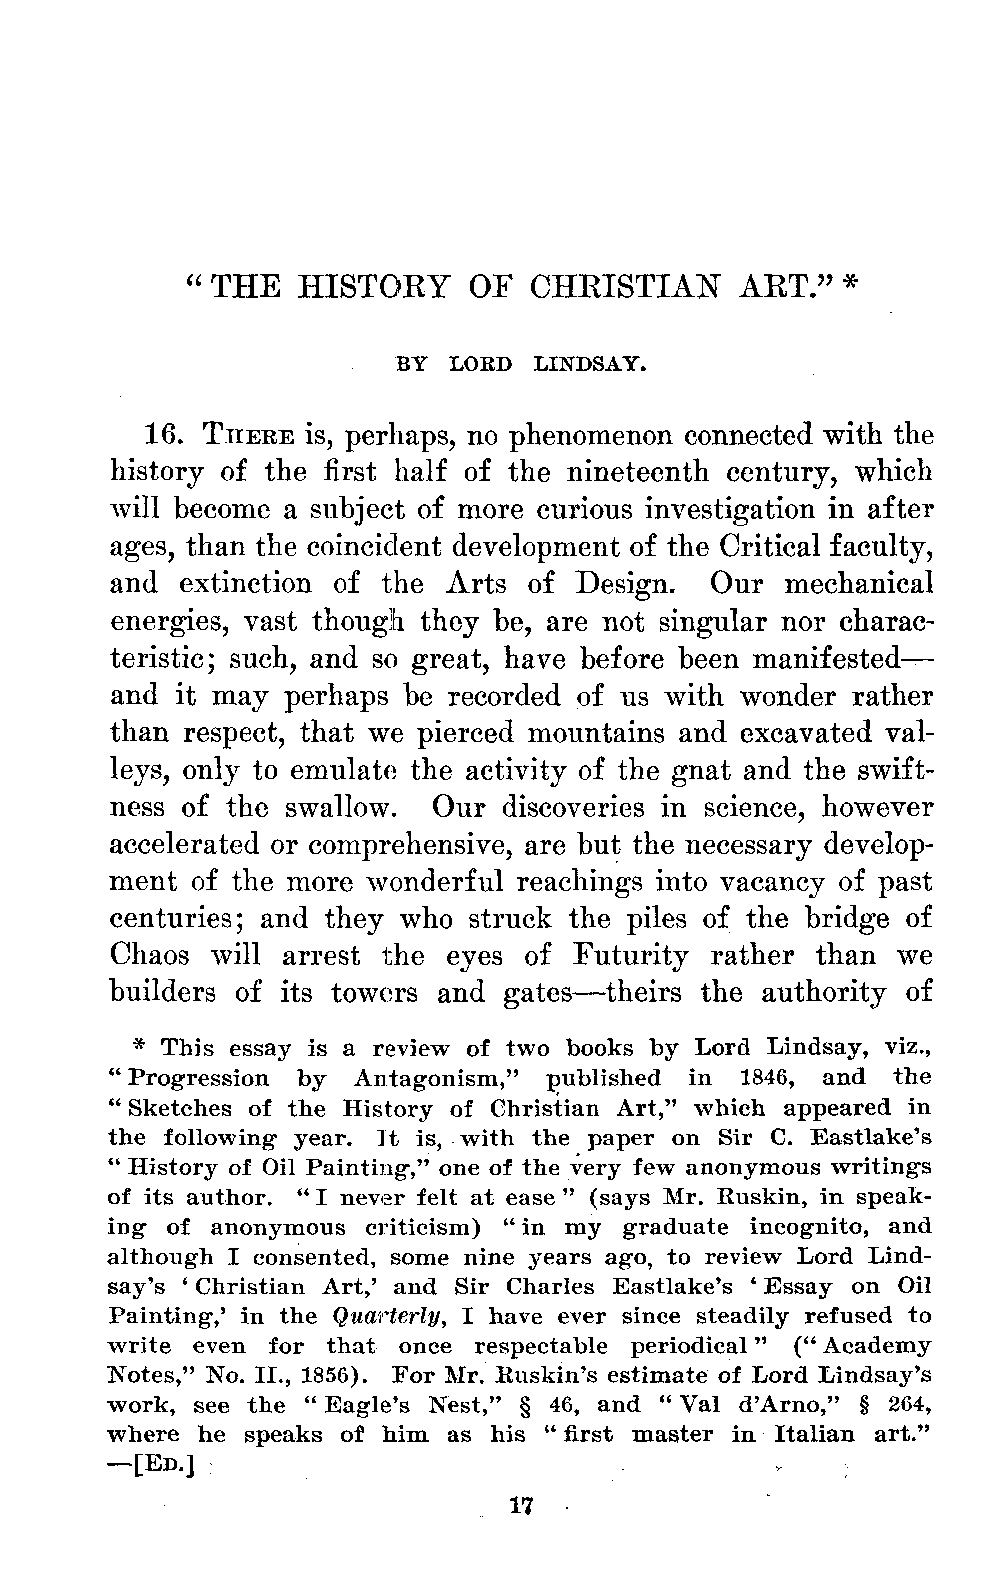 “ THE HISTORY OF CHRISTIAN ART.” *
BY LORD LINDSAY.
16. THERE is, perhaps, no phenomenon connected with the
history of the first half of the nineteenth century, which
will become a subject of more curious investigation in after
ages, than the coincident development of the Critical faculty,
and extinction of the Arts of Design. Our mechanical
energies, vast though they be, are not singular nor charac-
teristic; such, and so great, have before been manifested—
and it may perhaps be recorded of us with wonder rather
than respect, that we pierced mountains and excavated val-
leys, only to emulate the activity of the gnat and the swift-
ness of the swallow. Our discoveries in science, however
accelerated or comprehensive, are but the necessary develop-
ment of the more wonderful reachings into vacancy of past
centuries; and they who struck the piles of the bridge of
Chaos will arrest the eyes of Futurity rather than we
builders of its towers and gates—theirs the authority of
* This essay is a review of two books by Lord Lindsay, viz.,
“ Progression by Antagonism,” published in 1846, and the
“ Sketches of the History of Christian Art,” which appeared in
the following year. It is, with the paper on Sir C. Eastlake’s
“ History of Oil Painting,” one of the very few anonymous writings
of its author. “ I never felt at ease ” (says Mr. Ruskin, in speak-
ing of anonymous criticism) “ in my graduate incognito, and
although I consented, some nine years ago, to review Lord Lind-
say’s ‘ Christian Art,’ and Sir Charles Eastlake’s ‘ Essay on Oil
Painting,’ in the Quarterly, I have ever since steadily refused to
write even for that once respectable periodical ” (“ Academy
Notes,” No. II., 1856). For Mr. Ruskin’s estimate of Lord Lindsay’s
work, see the “ Eagle’s Nest,” § 46, and “ Val d’Arno,” § 264,
where he speaks of him as his “ first master in Italian art.”
—[ED.]
17